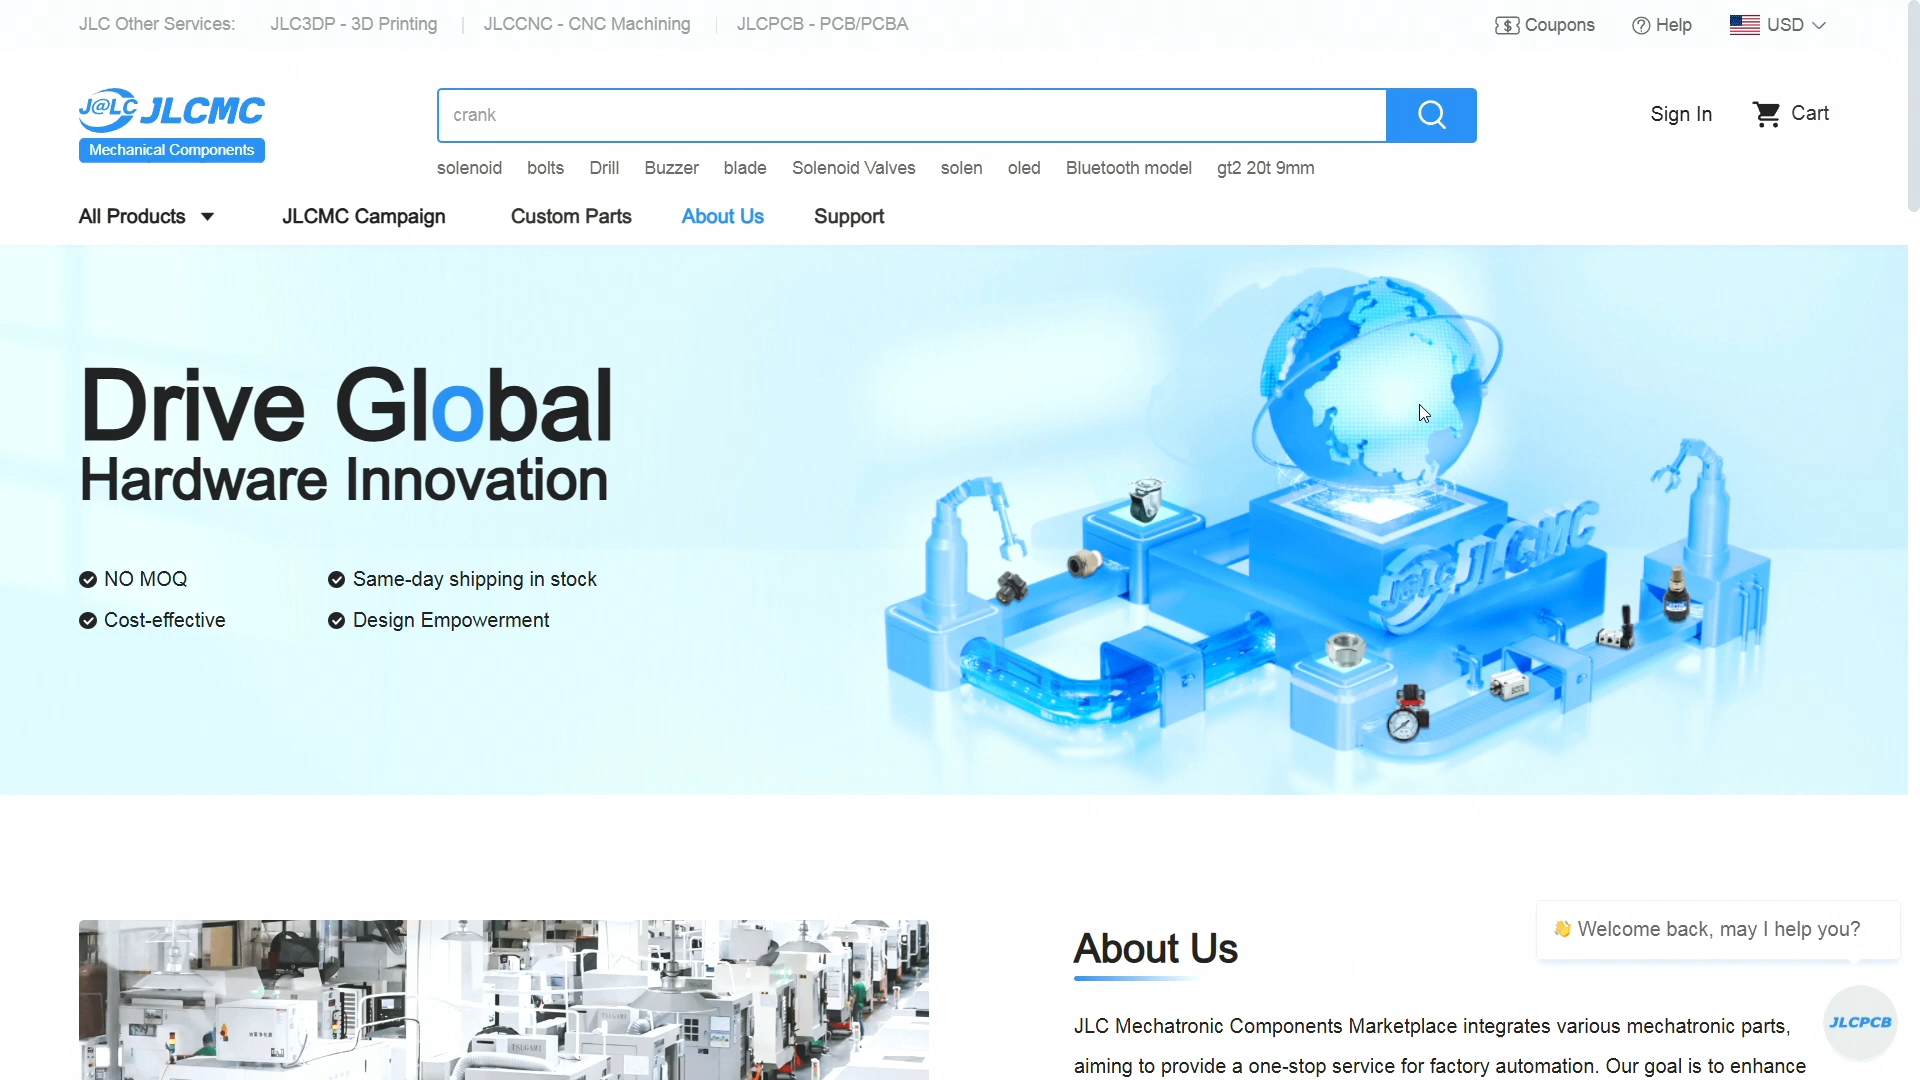 JLC Other Services: JLC3DP - 3D Printing JLCCNC - CNC Machining JLCPCB - PCB/PCBA Coupons Help USD
J@LC JLCMC
Mechanical Components
crank
Sign In Cart
solenoid bolts Drill Buzzer blade Solenoid Valves solen oled Bluetooth model gt2 20t 9mm
All Products JLCMC Campaign Custom Parts About Us Support
Drive Global
Hardware Innovation
NO MOQ Same-day shipping in stock
Cost-effective Design Empowerment
J@LC JLCMC
About Us
👋 Welcome back, may I help you?
JLC Mechatronic Components Marketplace integrates various mechatronic parts,
aiming to provide a one-stop service for factory automation. Our goal is to enhance
JLCPCB
TSUGAMI
TSUGAMI